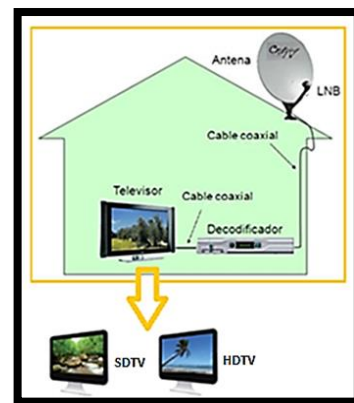 Antena
LNB
Cable coaxial
Televisor
Cable coaxial
Decodificador
SDTV
HDTV